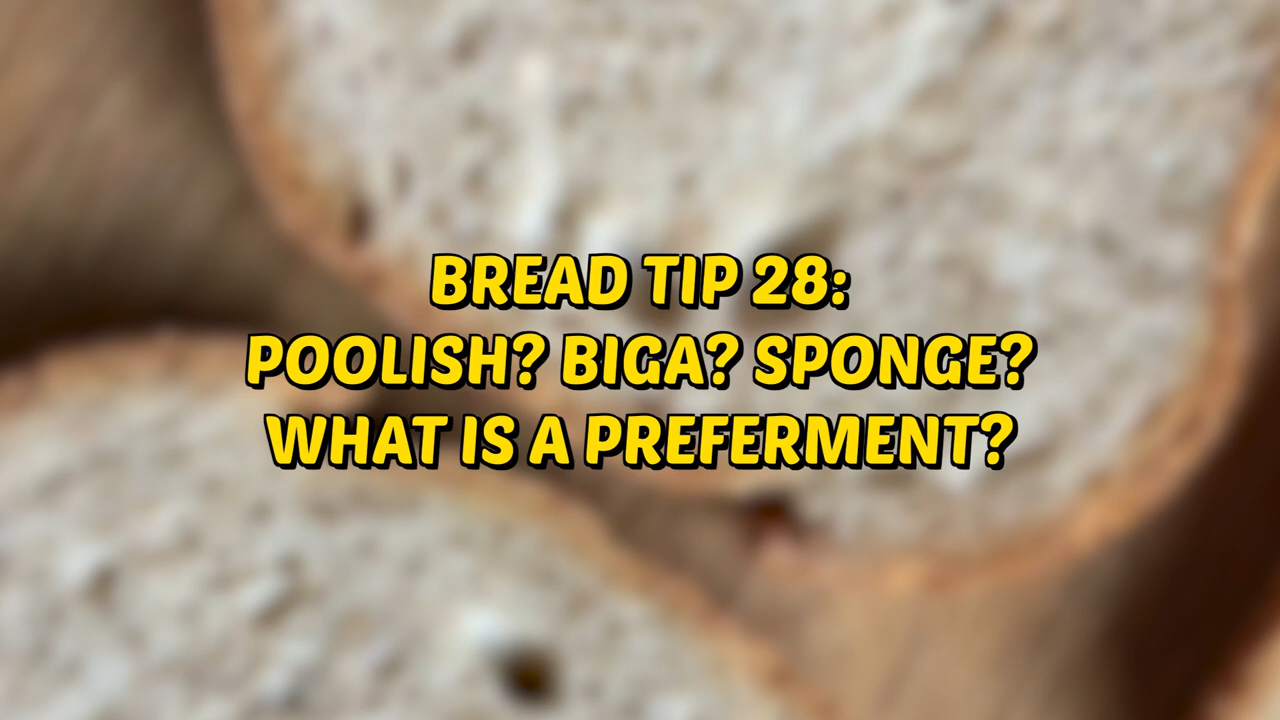 BREAD TIP 28:
POOLISH? BIGA? SPONGE?
WHAT IS A PREFERMENT?